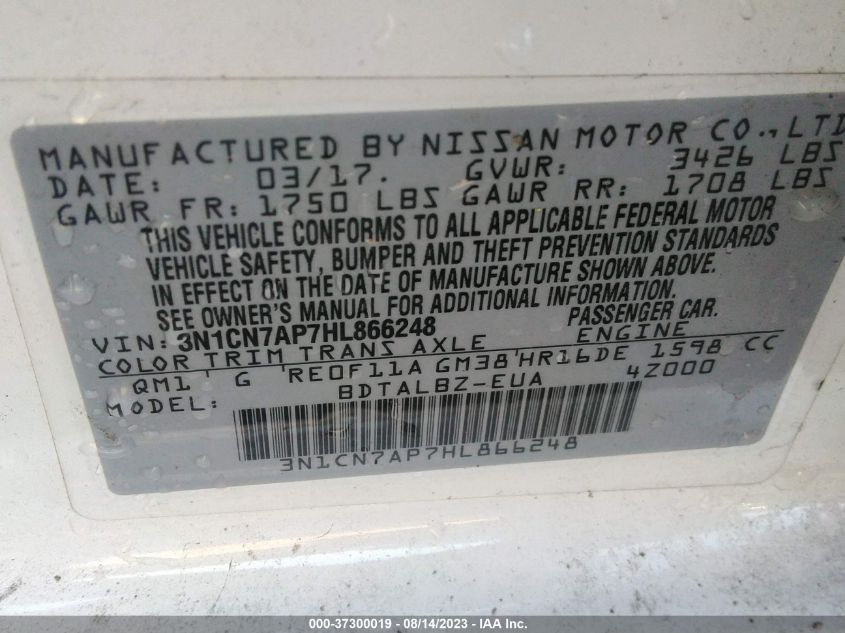 MANUFACTURED BY NISSAN MOTOR CO., LTD
DATE: 03/17. GVWR: 3426 LBS
GAWR FR: 1750 LBS GAWR RR: 1708 LBS
THIS VEHICLE CONFORMS TO ALL APPLICABLE FEDERAL MOTOR
VEHICLE SAFETY, BUMPER AND THEFT PREVENTION STANDARDS
IN EFFECT ON THE DATE OF MANUFACTURE SHOWN ABOVE.
SEE OWNER'S MANUAL FOR ADDITIONAL INFORMATION.
VIN: 3N1CN7AP7HL866248 PASSENGER CAR.
COLOR TRIM TRANS AXLE ENGINE
QM1 G RE0F11A GM38 HR16DE 1598 CC
MODEL: BDTALBZ-EUA 4Z000
3N1CN7AP7HL866248
000-37300019 - 08/14/2023 - IAA Inc.